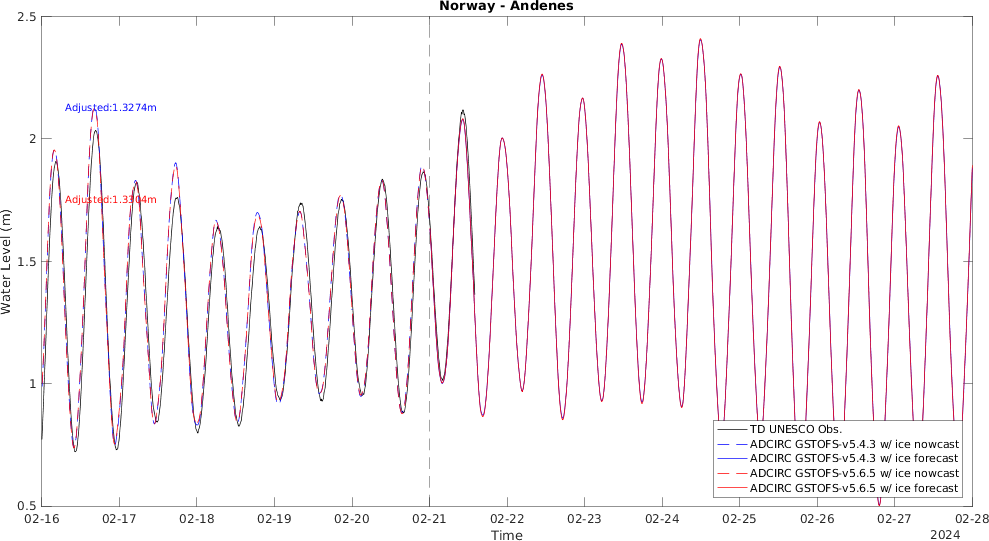 Norway - Andenes
2.5
2
1.5
1
0.5
Water Level (m)
Adjusted:1.3274m
Adjusted:1.3304m
TD UNESCO Obs.
ADCIRC GSTOFS-v5.4.3 w/ ice nowcast
ADCIRC GSTOFS-v5.4.3 w/ ice forecast
ADCIRC GSTOFS-v5.6.5 w/ ice nowcast
ADCIRC GSTOFS-v5.6.5 w/ ice forecast
02-16 02-17 02-18 02-19 02-20 02-21 02-22 02-23 02-24 02-25 02-26 02-27 02-28
Time
2024